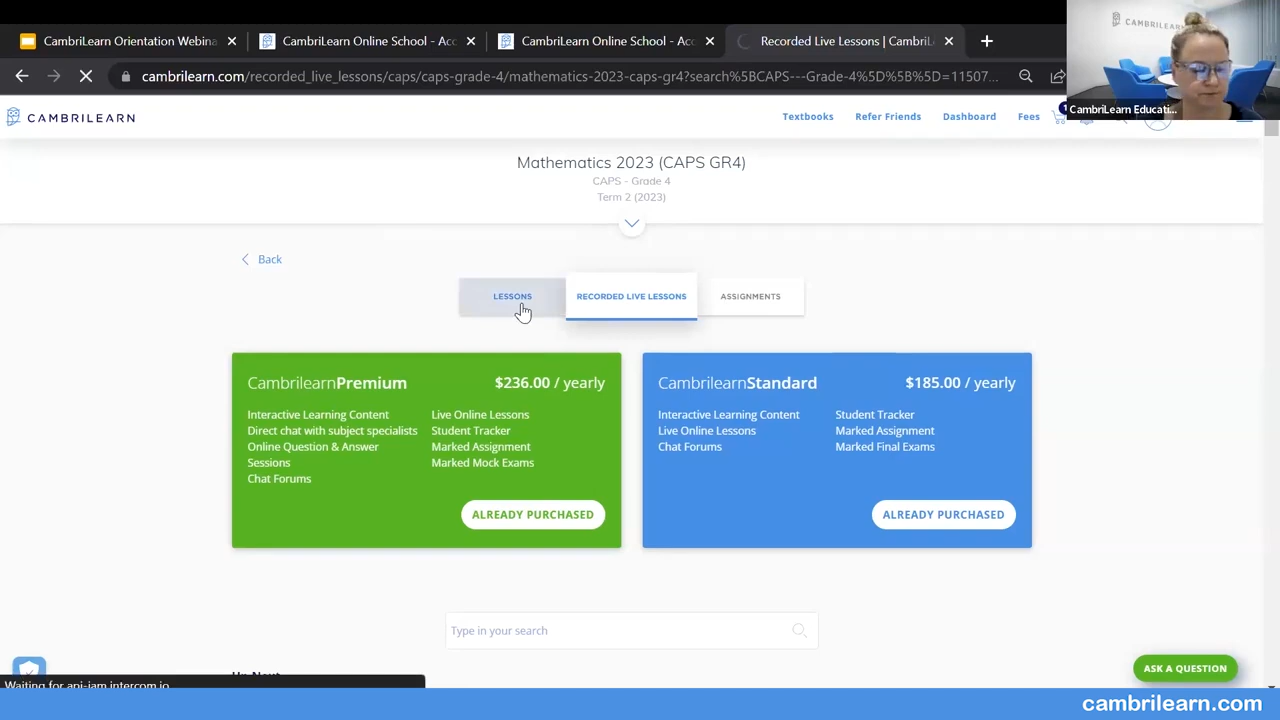 CambriLearn Orientation Webina
CambriLearn Online School - Acc
CambriLearn Online School - Acc
Recorded Live Lessons | CambriL
cambrilearn.com/recorded_live_lessons/caps/caps-grade-4/mathematics-2023-caps-gr4?search%5BCAPS---Grade-4%5D%5B%5D=11507...
CAMBRILEARN
CambriLearn Educati...
CAMBRILEARN
Textbooks
Refer Friends
Dashboard
Fees
Mathematics 2023 (CAPS GR4)
CAPS - Grade 4
Term 2 (2023)
Back
LESSONS
RECORDED LIVE LESSONS
ASSIGNMENTS
CambrilearnPremium
$236.00 / yearly
Interactive Learning Content
Direct chat with subject specialists
Online Question & Answer
Sessions
Chat Forums
Live Online Lessons
Student Tracker
Marked Assignment
Marked Mock Exams
ALREADY PURCHASED
CambrilearnStandard
$185.00 / yearly
Interactive Learning Content
Live Online Lessons
Chat Forums
Student Tracker
Marked Assignment
Marked Final Exams
ALREADY PURCHASED
Type in your search
Up Next
ASK A QUESTION
Waiting for api-iam.intercom.io
cambrilearn.com